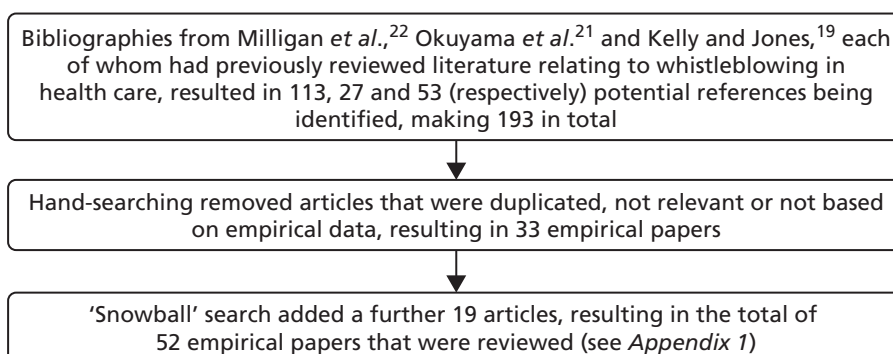 Bibliographies from Milligan et al.,22 Okuyama et al.21 and Kelly and Jones,19 each
of whom had previously reviewed literature relating to whistleblowing in
health care, resulted in 113, 27 and 53 (respectively) potential references being
identified, making 193 in total
Hand-searching removed articles that were duplicated, not relevant or not based
on empirical data, resulting in 33 empirical papers
‘Snowball’ search added a further 19 articles, resulting in the total of
52 empirical papers that were reviewed (see Appendix 1)